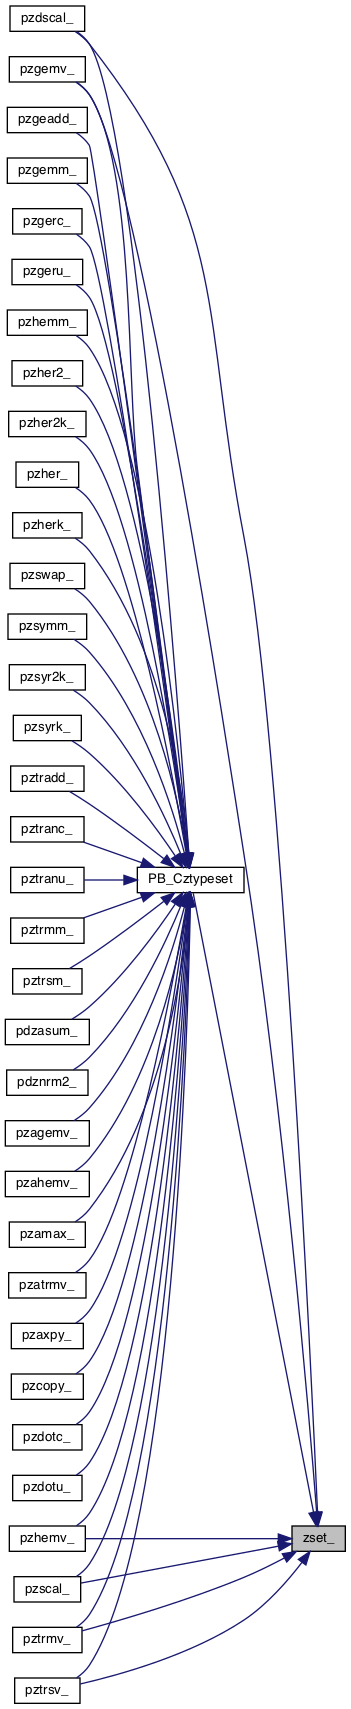 pzdscal_
pzgemv_
pzgeadd_
pzgemm_
pzgerc_
pzgeru_
pzhemm_
pzher2_
pzher2k_
pzher_
pzherk_
pzswap_
pzsymm_
pzsyr2k_
pzsyrk_
pztradd_
pztranc_
PB_Cztypeset
pztranu_
pztrmm_
pztrsm_
pdzasum_
pdznrm2_
pzagemv_
pzahemv_
pzamax_
pzatrmv_
pzaxpy_
pzcopy_
pzdotc_
pzdotu_
pzhemv_
zset_
pzscal_
pztrmv_
pztrsv_